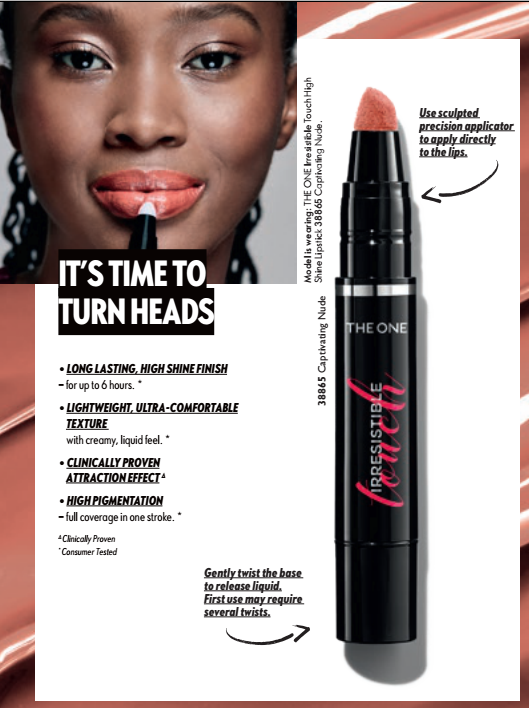 Use sculpted
precision applicator
to apply directly
to the lips.
Model is wearing: THE ONE Irresistible Touch High
Shine Lipstick 38865 Captivating Nude.
IT'S TIME TO
TURN HEADS
38865 Captivating Nude
THE ONE
IRRESISTIBLE
touch
• LONG LASTING, HIGH SHINE FINISH
– for up to 6 hours. *
• LIGHTWEIGHT, ULTRA-COMFORTABLE
TEXTURE
with creamy, liquid feel. *
• CLINICALLY PROVEN
ATTRACTION EFFECT ∆
• HIGH PIGMENTATION
– full coverage in one stroke. *
∆ Clinically Proven
* Consumer Tested
Gently twist the base
to release liquid.
First use may require
several twists.